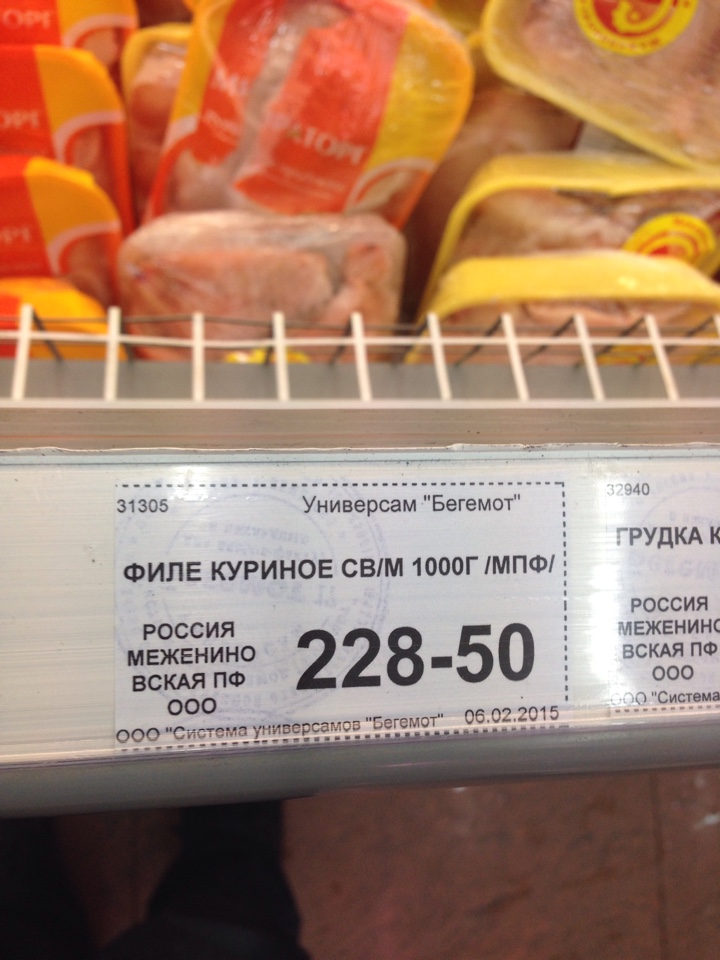 31305 Универсам "Бегемот"
ФИЛЕ КУРИНОЕ СВ/М 1000Г /МПФ/
РОССИЯ
МЕЖЕНИНО
ВСКАЯ ПФ
ООО
228-50
ООО "Система универсамов "Бегемот" 06.02.2015
32940
ГРУДКА К
РОССИЯ
МЕЖЕНИНО
ВСКАЯ ПФ
ООО
ООО "Система